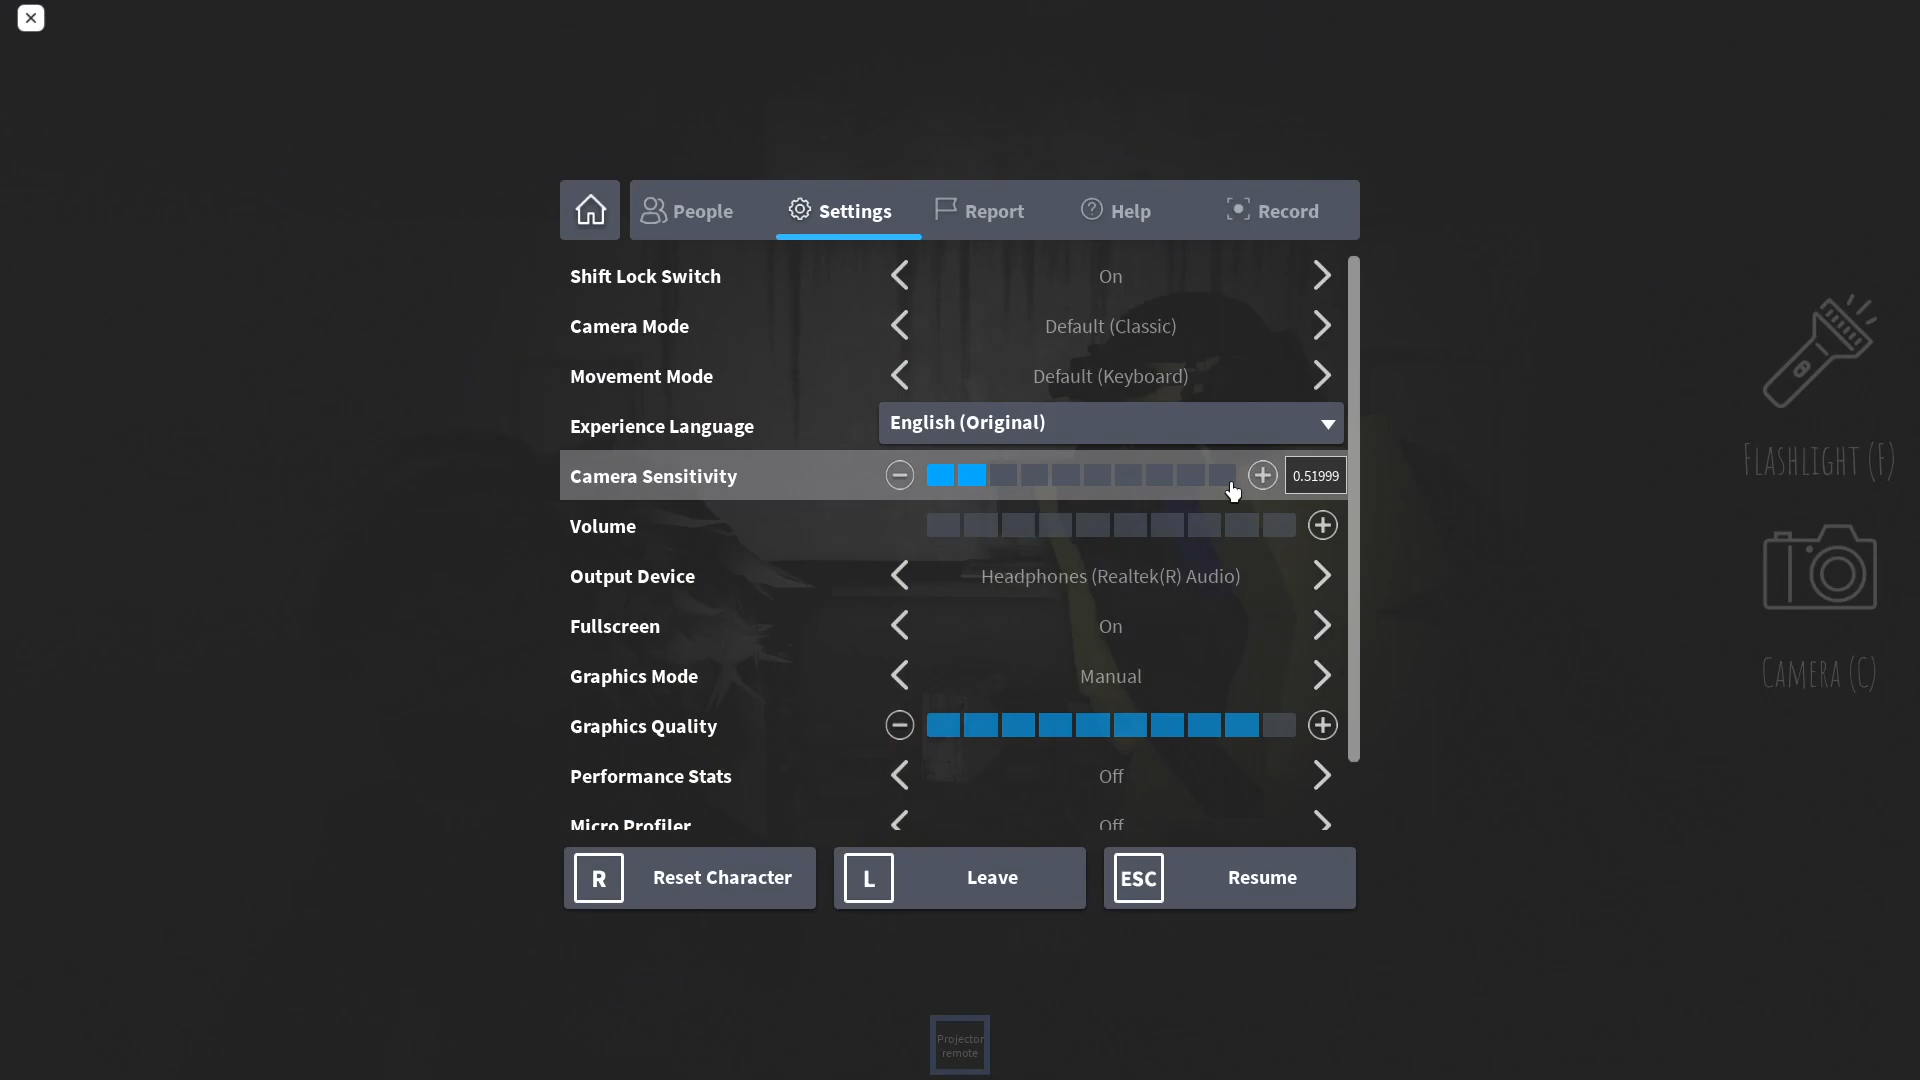 People
Settings
Report
Help
Record
Shift Lock Switch
On
Camera Mode
Default (Classic)
Movement Mode
Default (Keyboard)
Experience Language
English (Original)
Camera Sensitivity
0.51999
Volume
Output Device
Headphones (Realtek(R) Audio)
Fullscreen
On
Graphics Mode
Manual
Graphics Quality
Performance Stats
Off
Micro Profiler
Off
R
Reset Character
L
Leave
ESC
Resume
Flashlight (F)
Camera (C)
Projector
remote